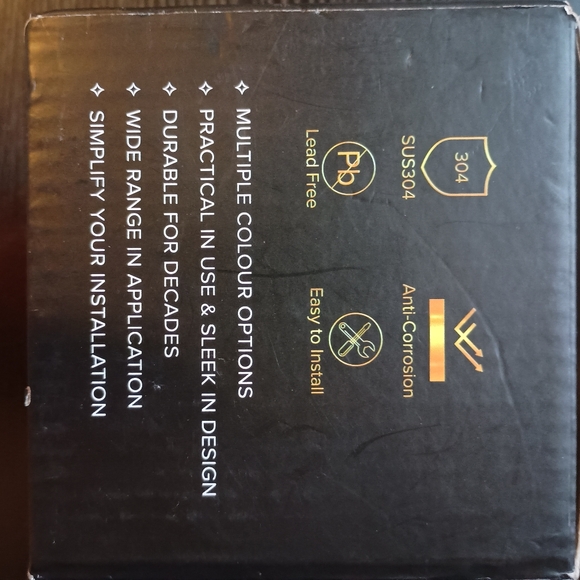 304
SUS304
Anti-Corrosion
Pb
Lead Free
Easy to Install
✧ MULTIPLE COLOUR OPTIONS
✧ PRACTICAL IN USE & SLEEK IN DESIGN
✧ DURABLE FOR DECADES
✧ WIDE RANGE IN APPLICATION
✧ SIMPLIFY YOUR INSTALLATION